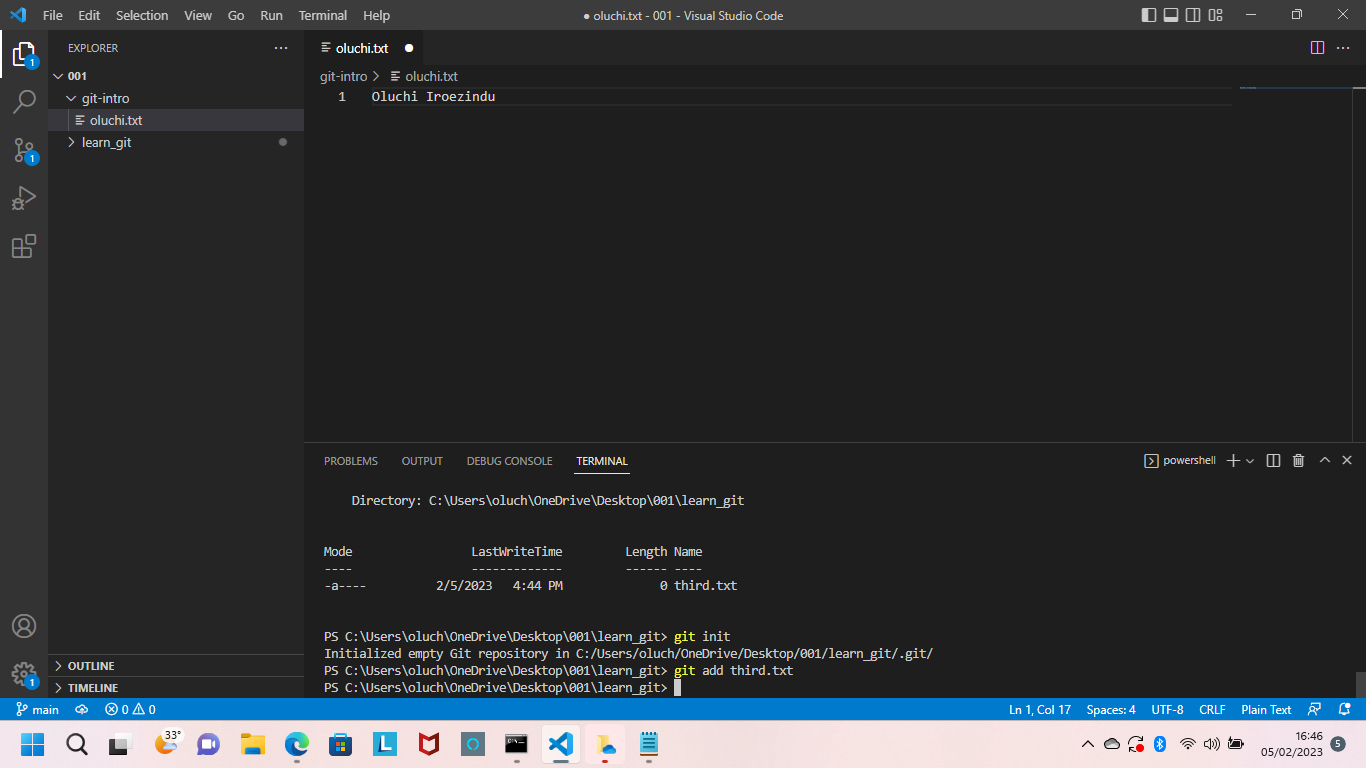 File Edit Selection View Go Run Terminal Help
● oluchi.txt - 001 - Visual Studio Code
EXPLORER
001
git-intro
oluchi.txt
learn_git
OUTLINE
TIMELINE
1
1
1
oluchi.txt
git-intro > oluchi.txt
1 Oluchi Iroezindu
PROBLEMS OUTPUT DEBUG CONSOLE TERMINAL
powershell
Directory: C:\Users\oluch\OneDrive\Desktop\001\learn_git
Mode LastWriteTime Length Name
---- ------------- ------ ----
-a---- 2/5/2023 4:44 PM 0 third.txt
PS C:\Users\oluch\OneDrive\Desktop\001\learn_git> git init
Initialized empty Git repository in C:/Users/oluch/OneDrive/Desktop/001/learn_git/.git/
PS C:\Users\oluch\OneDrive\Desktop\001\learn_git> git add third.txt
PS C:\Users\oluch\OneDrive\Desktop\001\learn_git>
main 0 0 Ln 1, Col 17 Spaces: 4 UTF-8 CRLF Plain Text
33°
L
16:46
05/02/2023
5